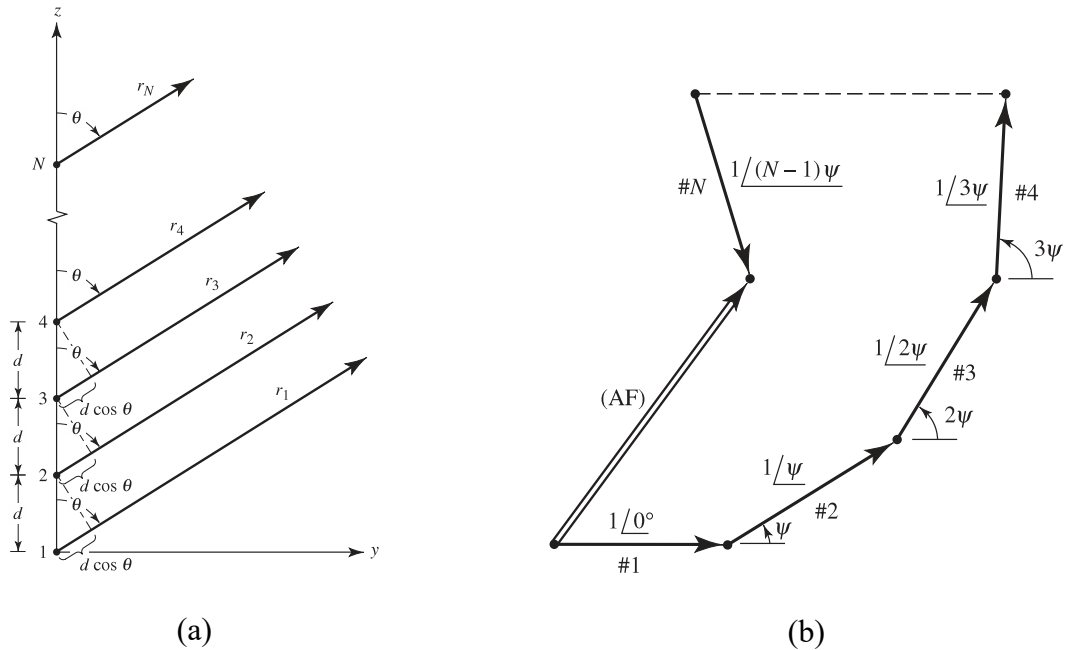 z
r_N
θ
N
r_4
θ
r_3
4
r_2
d
θ
r_1
3
d cos θ
d
θ
2
d cos θ
d
θ
1
y
d cos θ
#N
1/(N − 1)ψ
1/3ψ
#4
3ψ
1/2ψ
(AF)
#3
2ψ
1/ψ
#2
1/0°
ψ
#1
(a)
(b)